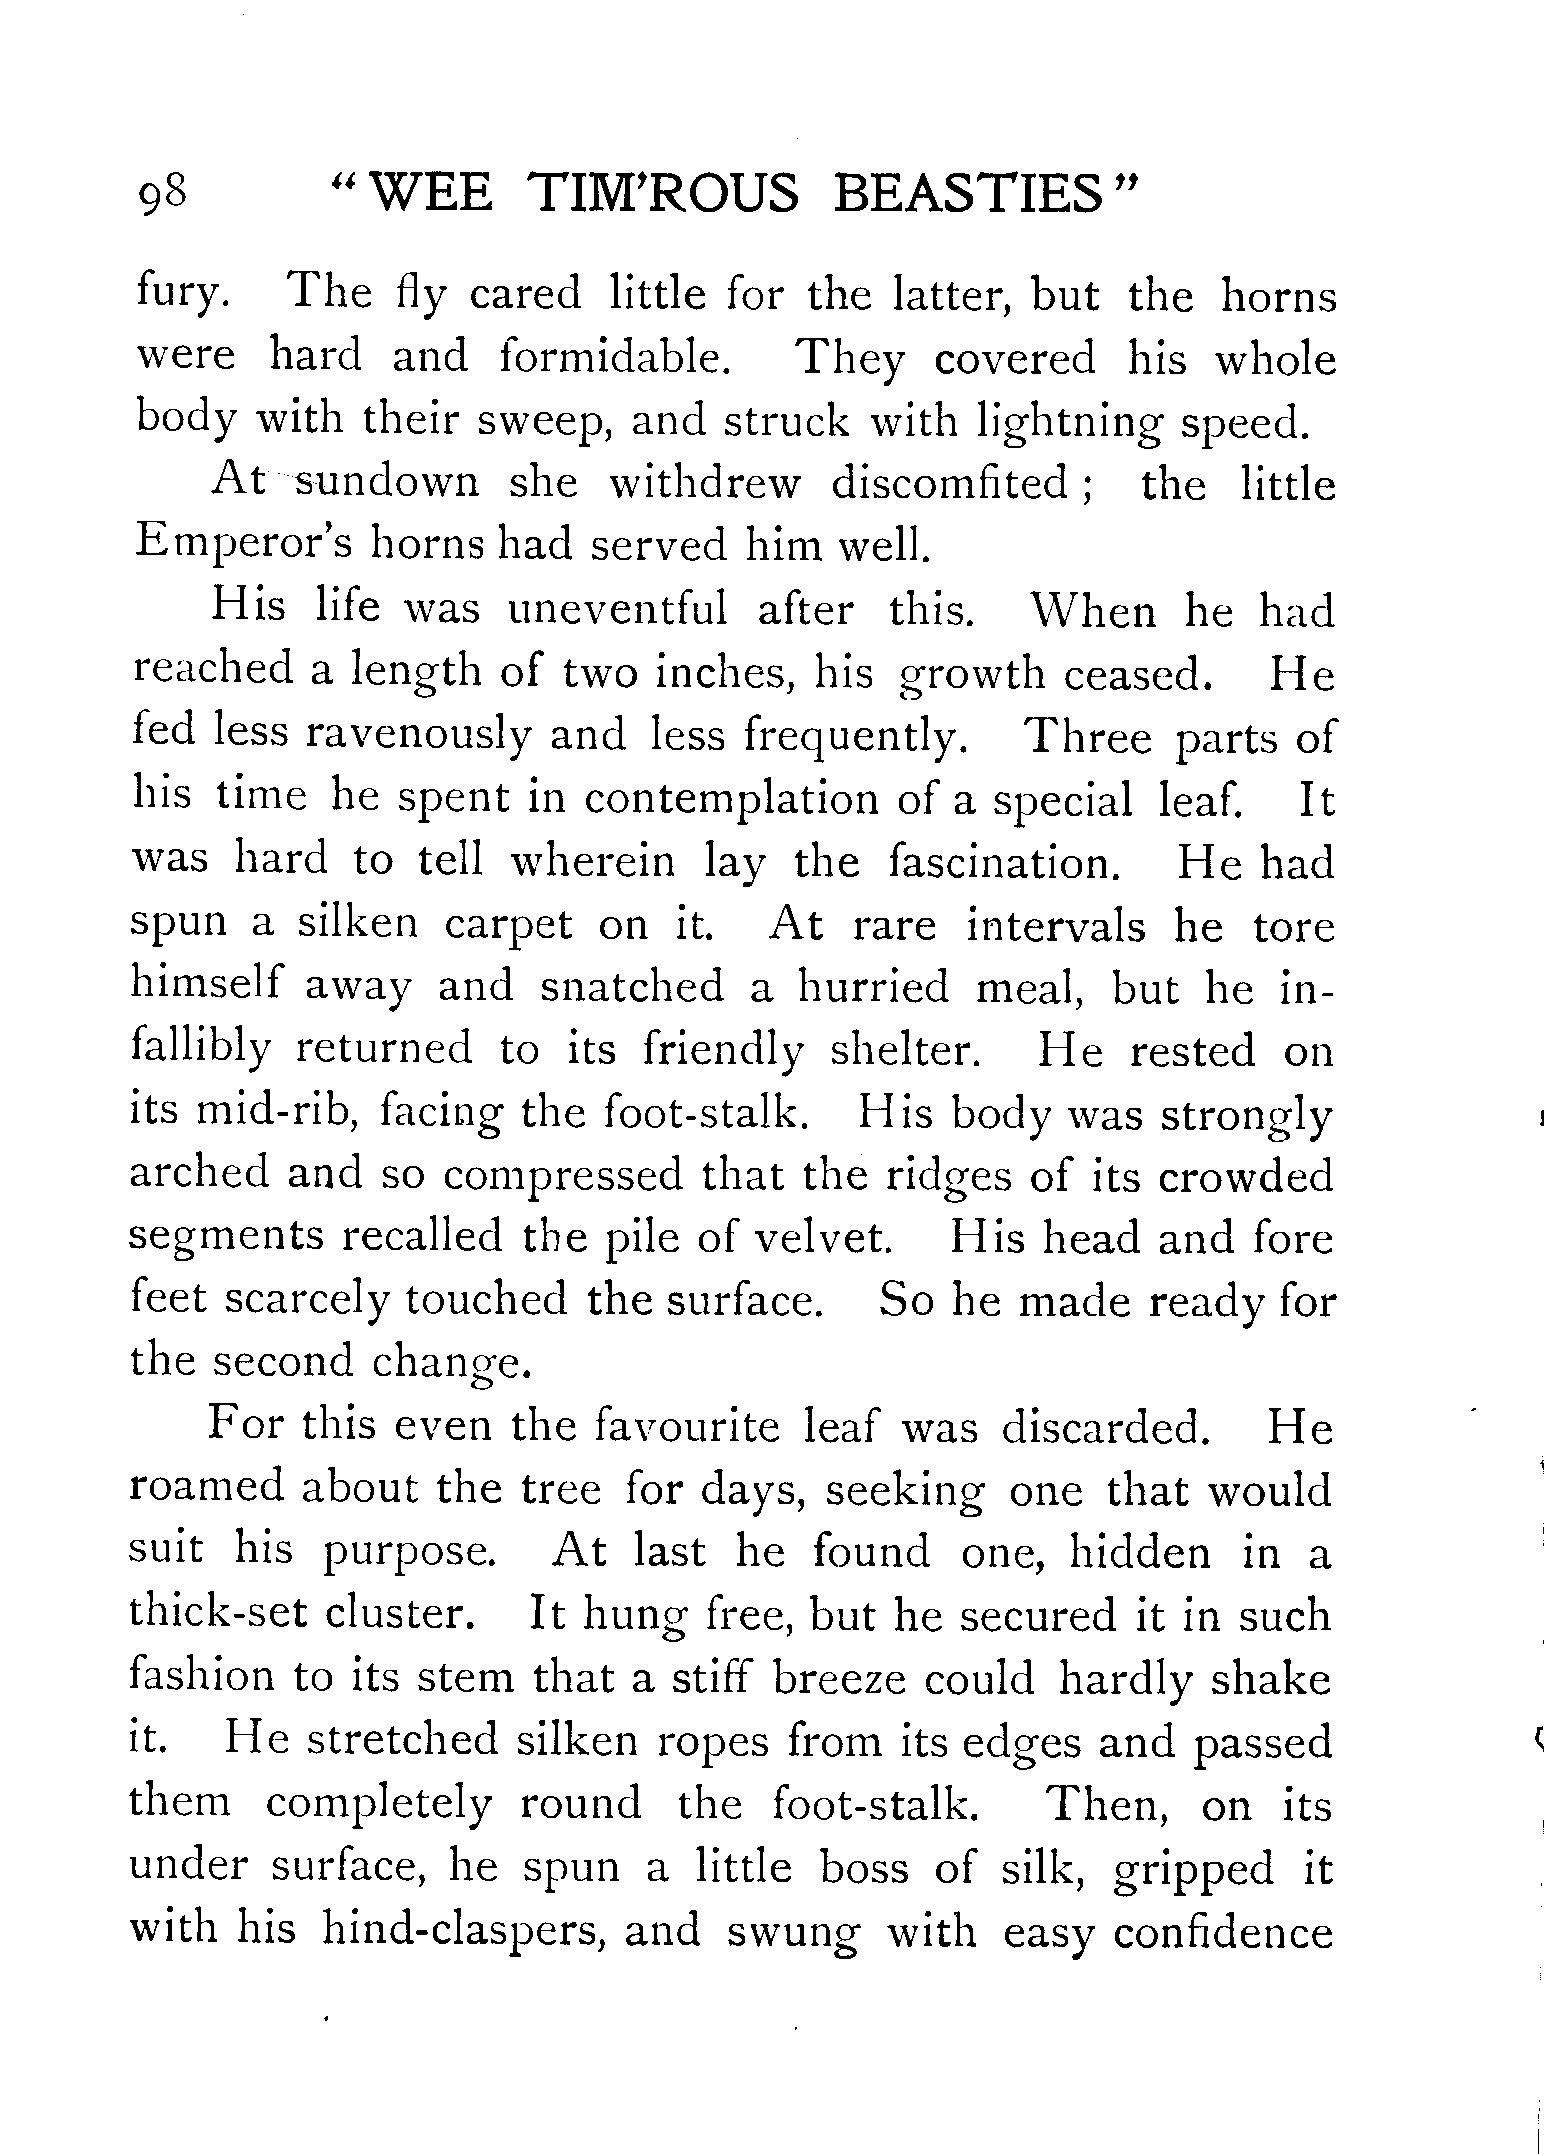 98 "WEE TIM'ROUS BEASTIES"
fury. The fly cared little for the latter, but the horns
were hard and formidable. They covered his whole
body with their sweep, and struck with lightning speed.
At sundown she withdrew discomfited; the little
Emperor's horns had served him well.
His life was uneventful after this. When he had
reached a length of two inches, his growth ceased. He
fed less ravenously and less frequently. Three parts of
his time he spent in contemplation of a special leaf. It
was hard to tell wherein lay the fascination. He had
spun a silken carpet on it. At rare intervals he tore
himself away and snatched a hurried meal, but he in-
fallibly returned to its friendly shelter. He rested on
its mid-rib, facing the foot-stalk. His body was strongly
arched and so compressed that the ridges of its crowded
segments recalled the pile of velvet. His head and fore
feet scarcely touched the surface. So he made ready for
the second change.
For this even the favourite leaf was discarded. He
roamed about the tree for days, seeking one that would
suit his purpose. At last he found one, hidden in a
thick-set cluster. It hung free, but he secured it in such
fashion to its stem that a stiff breeze could hardly shake
it. He stretched silken ropes from its edges and passed
them completely round the foot-stalk. Then, on its
under surface, he spun a little boss of silk, gripped it
with his hind-claspers, and swung with easy confidence